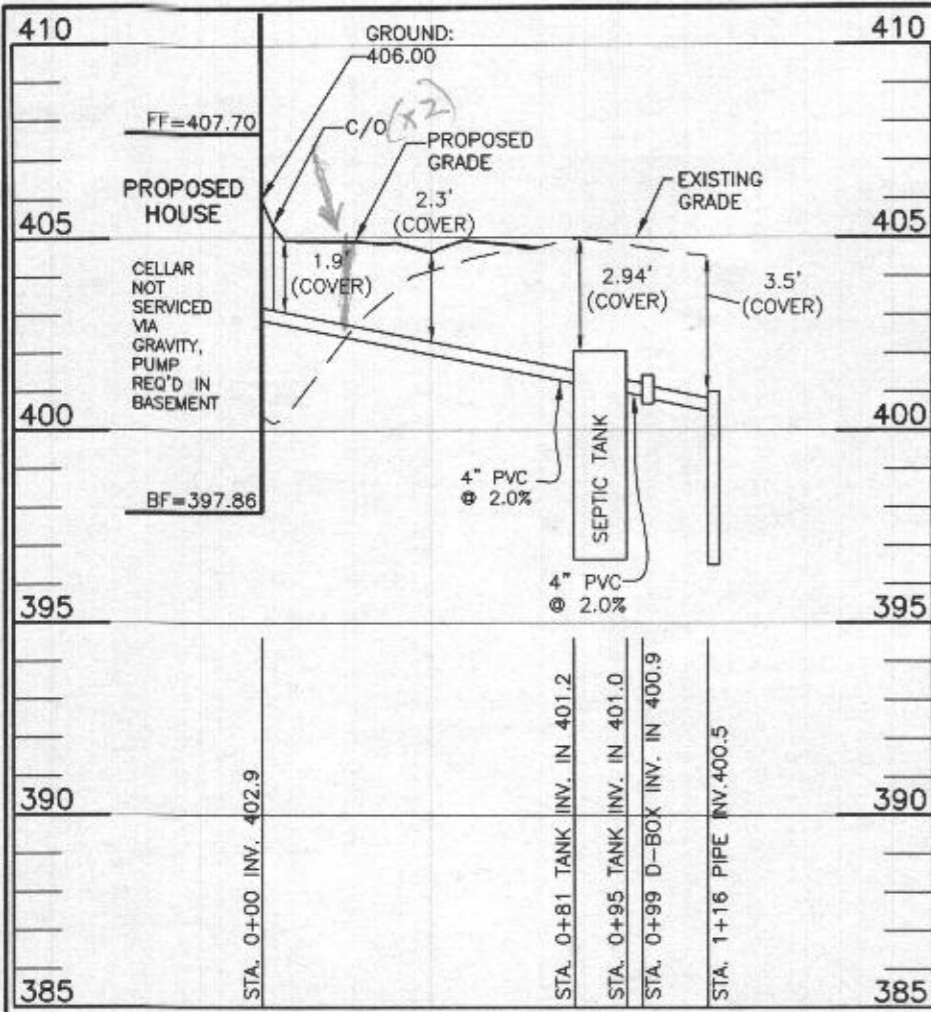 410
410
GROUND:
406.00
C/O
(x2)
FF=407.70
PROPOSED
GRADE
PROPOSED
HOUSE
2.3'
(COVER)
EXISTING
GRADE
405
405
CELLAR
NOT
SERVICED
VIA
GRAVITY,
PUMP
REQ'D IN
BASEMENT
1.9'
(COVER)
2.94'
(COVER)
3.5'
(COVER)
400
400
4" PVC
@ 2.0%
SEPTIC TANK
BF=397.86
4" PVC
@ 2.0%
395
395
390
390
STA. 0+00 INV. 402.9
STA. 0+81 TANK INV. IN 401.2
STA. 0+95 TANK INV. IN 401.0
STA. 0+99 D-BOX INV. IN 400.9
STA. 1+16 PIPE INV.400.5
385
385